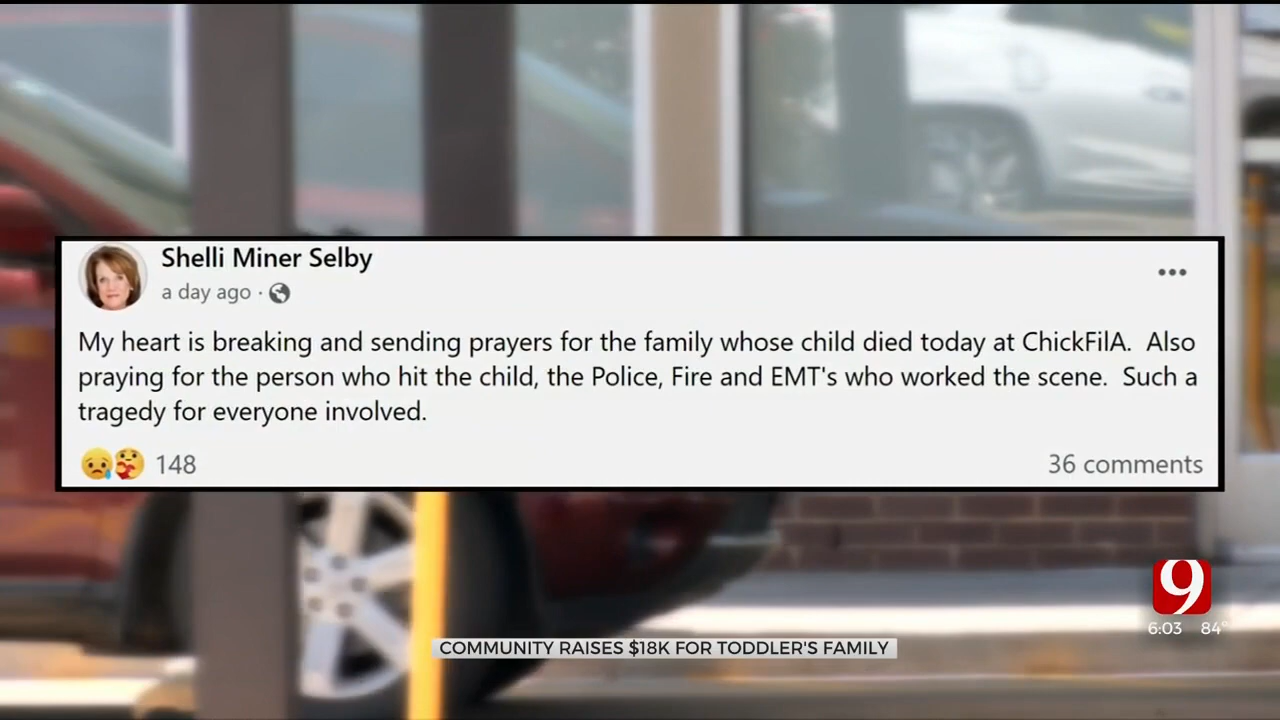 Shelli Miner Selby
a day ago ·
My heart is breaking and sending prayers for the family whose child died today at ChickFilA. Also
praying for the person who hit the child, the Police, Fire and EMT's who worked the scene. Such a
tragedy for everyone involved.
148
36 comments
9
6:03 84°
COMMUNITY RAISES $18K FOR TODDLER'S FAMILY